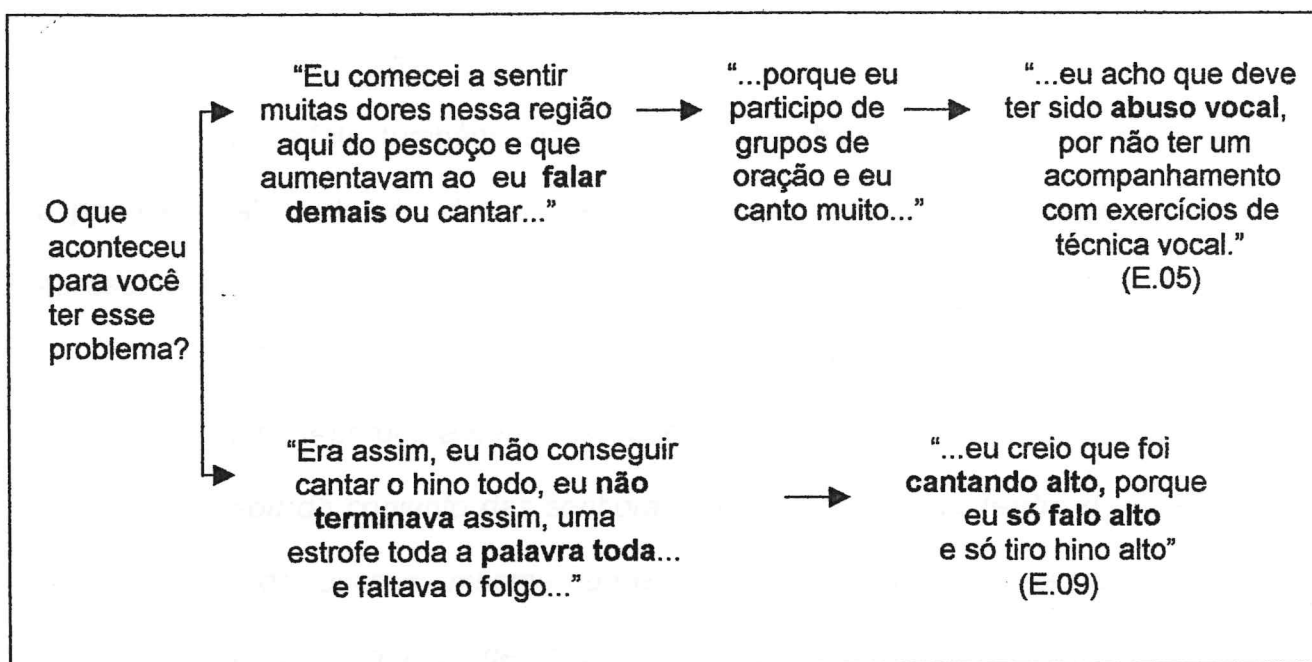 O que
aconteceu
para você
ter esse
problema?
“Eu comecei a sentir
muitas dores nessa região
aqui do pescoço e que
aumentavam ao eu falar
demais ou cantar...”
“...porque eu
participo de
grupos de
oração e eu
canto muito...”
“...eu acho que deve
ter sido abuso vocal,
por não ter um
acompanhamento
com exercícios de
técnica vocal.”
(E.05)
“Era assim, eu não conseguir
cantar o hino todo, eu não
terminava assim, uma
estrofe toda a palavra toda...
e faltava o folgo...”
“...eu creio que foi
cantando alto, porque
eu só falo alto
e só tiro hino alto”
(E.09)